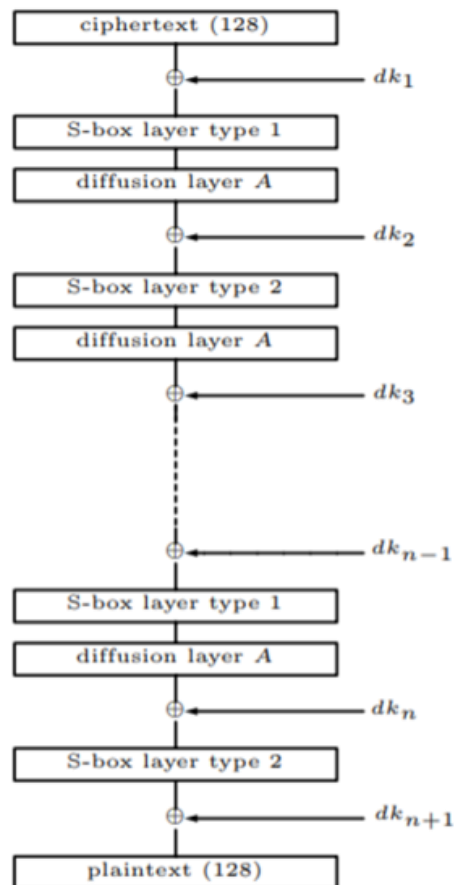 ciphertext (128)
⊕ dk₁
S-box layer type 1
diffusion layer A
⊕ dk₂
S-box layer type 2
diffusion layer A
⊕ dk₃
⊕ dkₙ₋₁
S-box layer type 1
diffusion layer A
⊕ dkₙ
S-box layer type 2
⊕ dkₙ₊₁
plaintext (128)